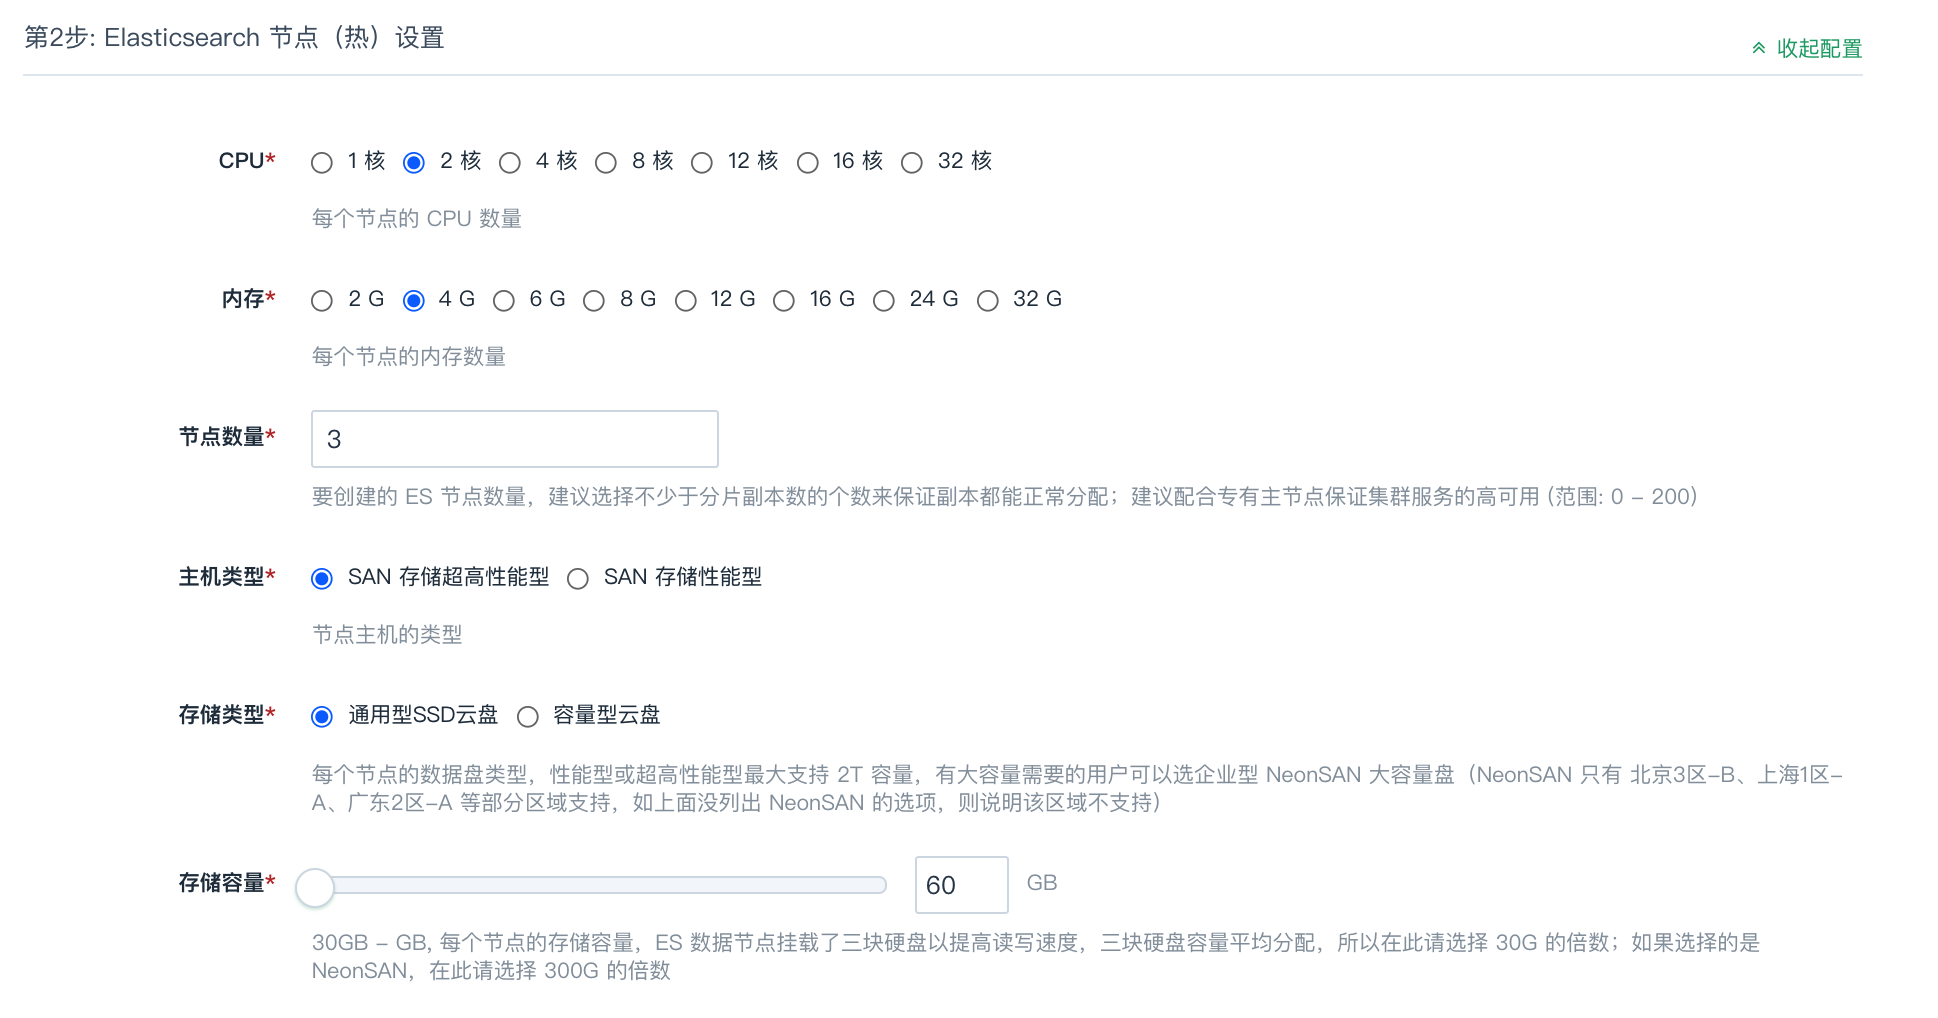 第2步: Elasticsearch 节点（热）设置
收起配置
CPU* 1 核 2 核 4 核 8 核 12 核 16 核 32 核
每个节点的 CPU 数量
内存* 2 G 4 G 6 G 8 G 12 G 16 G 24 G 32 G
每个节点的内存数量
节点数量* 3
要创建的 ES 节点数量，建议选择不少于分片副本数的个数来保证副本都能正常分配；建议配合专有主节点保证集群服务的高可用 (范围: 0 - 200)
主机类型* SAN 存储超高性能型 SAN 存储性能型
节点主机的类型
存储类型* 通用型SSD云盘 容量型云盘
每个节点的数据盘类型，性能型或超高性能型最大支持 2T 容量，有大容量需要的用户可以选企业型 NeonSAN 大容量盘（NeonSAN 只有 北京3区-B、上海1区-
A、广东2区-A 等部分区域支持，如上面没列出 NeonSAN 的选项，则说明该区域不支持）
存储容量* 60 GB
30GB - GB, 每个节点的存储容量，ES 数据节点挂载了三块硬盘以提高读写速度，三块硬盘容量平均分配，所以在此请选择 30G 的倍数；如果选择的是
NeonSAN，在此请选择 300G 的倍数